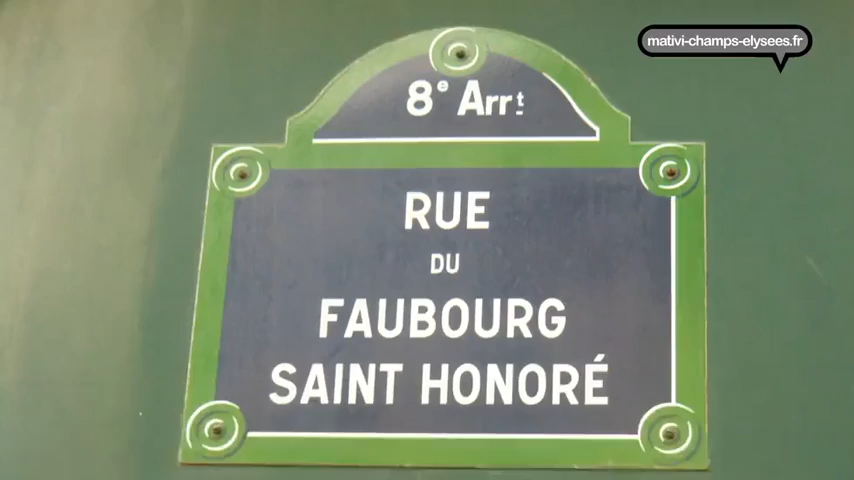 mativi-champs-elysees.fr
8e Arrt
RUE
DU
FAUBOURG
SAINT HONORÉ